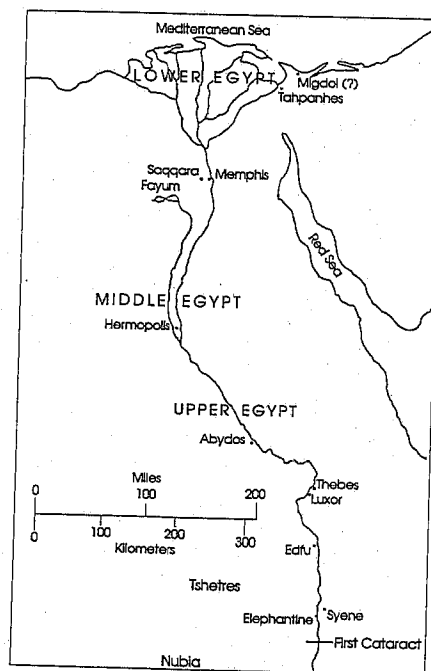 Mediterranean Sea
LOWER EGYPT
Migdol (?)
Tahpanhes
Saqqara
Memphis
Fayum
Red Sea
MIDDLE EGYPT
Hermopolis
UPPER EGYPT
Abydos
Miles
0 100 200
0 100 200 300
Kilometers
Thebes
Luxor
Edfu
Tshetres
Elephantine
Syene
First Cataract
Nubia